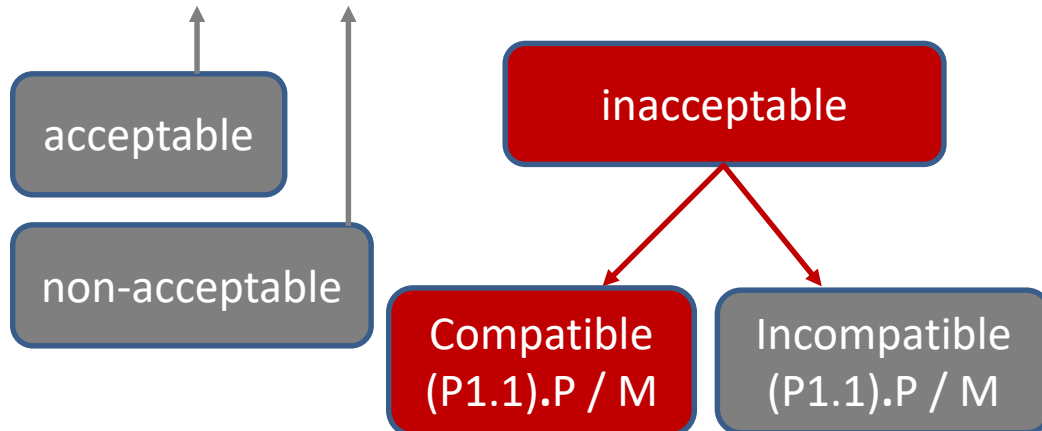 acceptable
non-acceptable
inacceptable
Compatible
(P1.1).P / M
Incompatible
(P1.1).P / M